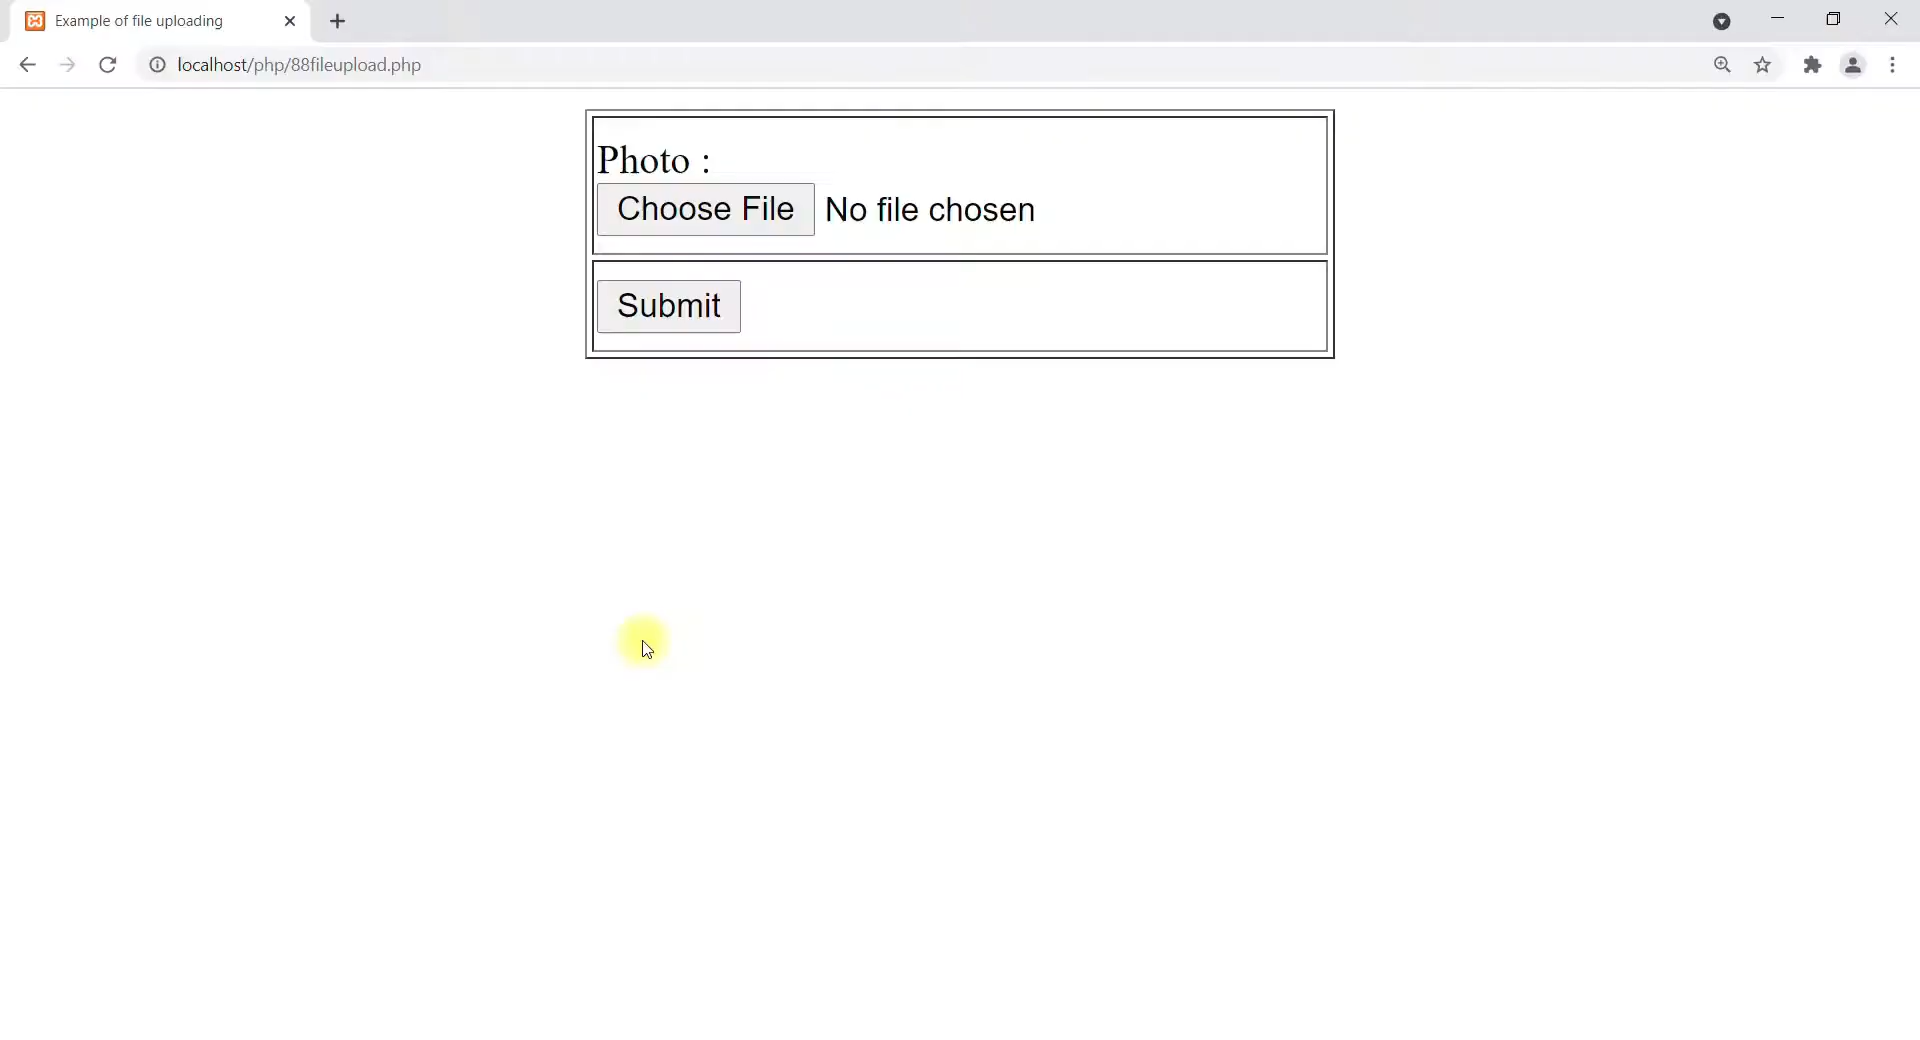 Example of file uploading
localhost/php/88fileupload.php
Photo :
Choose File No file chosen
Submit